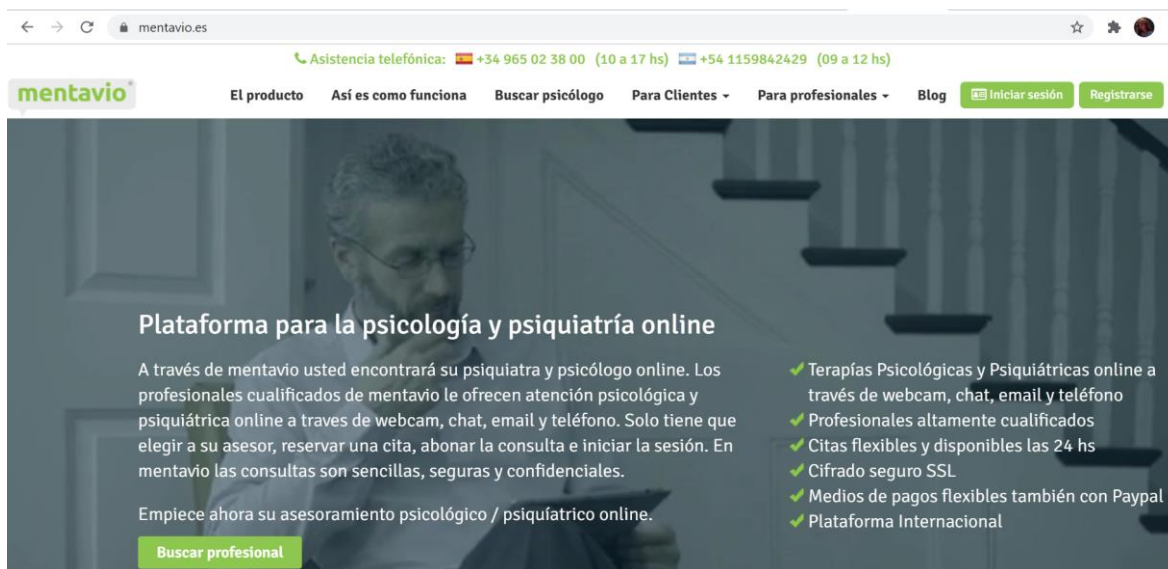 mentavio.es
Asistencia telefónica: +34 965 02 38 00 (10 a 17 hs) +54 1159842429 (09 a 12 hs)
mentavio
El producto Así es como funciona Buscar psicólogo Para Clientes Para profesionales Blog Iniciar sesión Registrarse
Plataforma para la psicología y psiquiatría online
A través de mentavio usted encontrará su psiquiatra y psicólogo online. Los
profesionales cualificados de mentavio le ofrecen atención psicológica y
psiquiátrica online a traves de webcam, chat, email y teléfono. Solo tiene que
elegir a su asesor, reservar una cita, abonar la consulta e iniciar la sesión. En
mentavio las consultas son sencillas, seguras y confidenciales.
Empiece ahora su asesoramiento psicológico / psiquíatrico online.
Buscar profesional
Terapías Psicológicas y Psiquiátricas online a
través de webcam, chat, email y teléfono
Profesionales altamente cualificados
Citas flexibles y disponibles las 24 hs
Cifrado seguro SSL
Medios de pagos flexibles también con Paypal
Plataforma Internacional